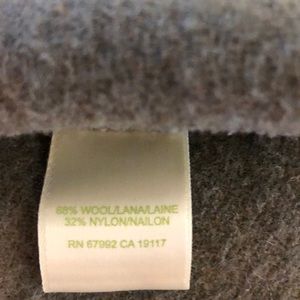 68% WOOL/LANA/LAINE
32% NYLON/NAILON
RN 67992 CA 19117